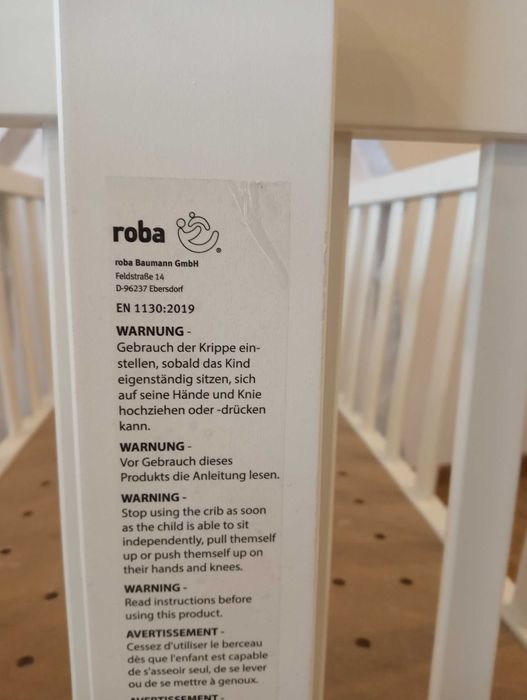 roba
®
roba Baumann GmbH
Feldstraße 14
D-96237 Ebersdorf
EN 1130:2019
WARNUNG -
Gebrauch der Krippe ein-
stellen, sobald das Kind
eigenständig sitzen, sich
auf seine Hände und Knie
hochziehen oder -drücken
kann.
WARNUNG -
Vor Gebrauch dieses
Produkts die Anleitung lesen.
WARNING -
Stop using the crib as soon
as the child is able to sit
independently, pull themself
up or push themself up on
their hands and knees.
WARNING -
Read instructions before
using this product.
AVERTISSEMENT -
Cessez d'utiliser le berceau
dès que l'enfant est capable
de s'asseoir seul, de se lever
ou de se mettre à genoux.
AVERTISSEMENT -